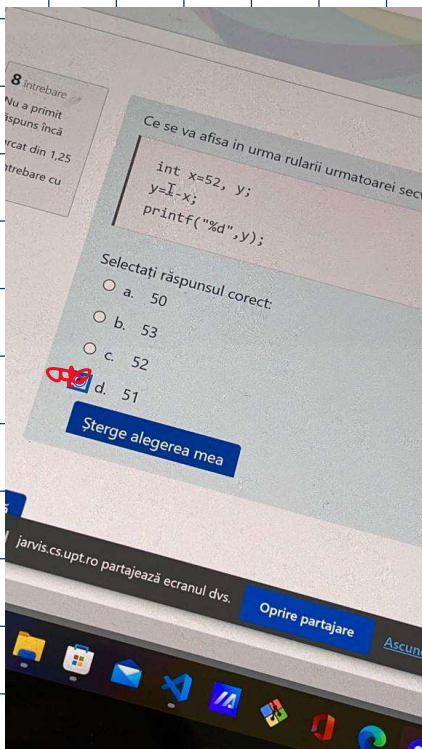 8 întrebare
Nu a primit
ăspuns încă
rcat din 1,25
ntrebare cu
Ce se va afisa in urma rularii urmatoarei sec
int x=52, y;
printf("%d",y);
Selectați răspunsul corect:
a. 50
b. 53
c. 52
d. 51
Șterge alegerea mea
jarvis.cs.upt.ro partajează ecranul dvs.
Oprire partajare
Ascun